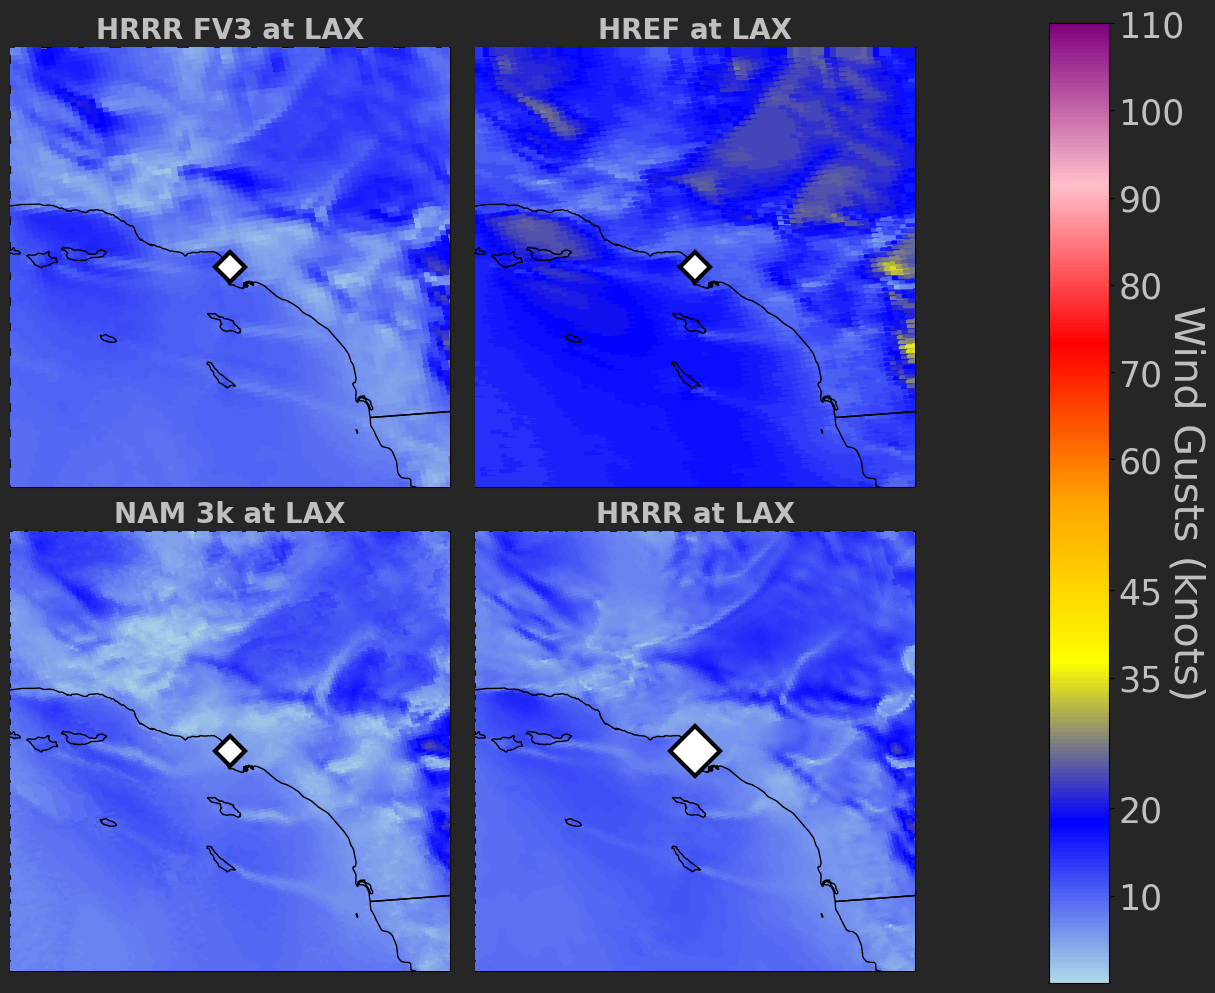 HRRR FV3 at LAX
HREF at LAX
NAM 3k at LAX
HRRR at LAX
110
100
90
80
70
60
45
35
20
10
Wind Gusts (knots)